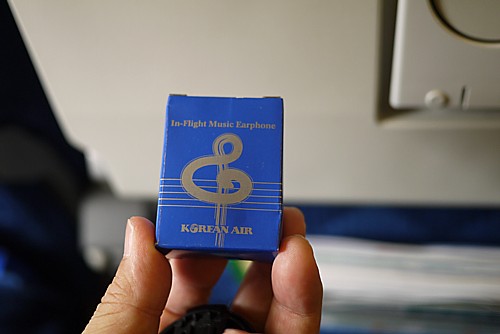 In-Flight Music Earphone
KOREAN AIR